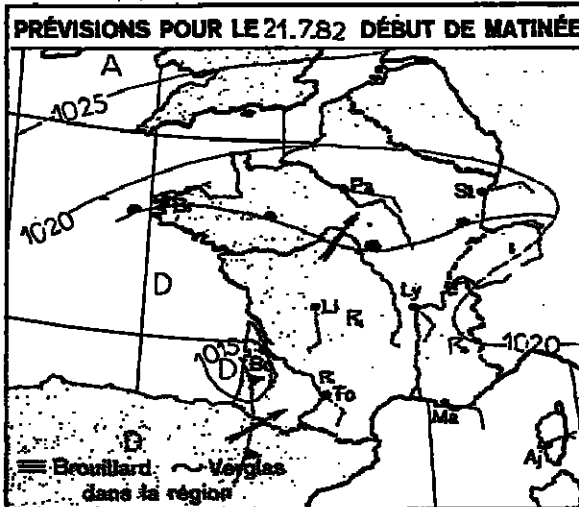 PRÉVISIONS POUR LE 21.7.82 DÉBUT DE MATINÉE
A
1025
Pa
St
1020
D
Li
Ly
1015
D
1020
To
Ma
D
Aj
Brouillard Verglas
dans la région